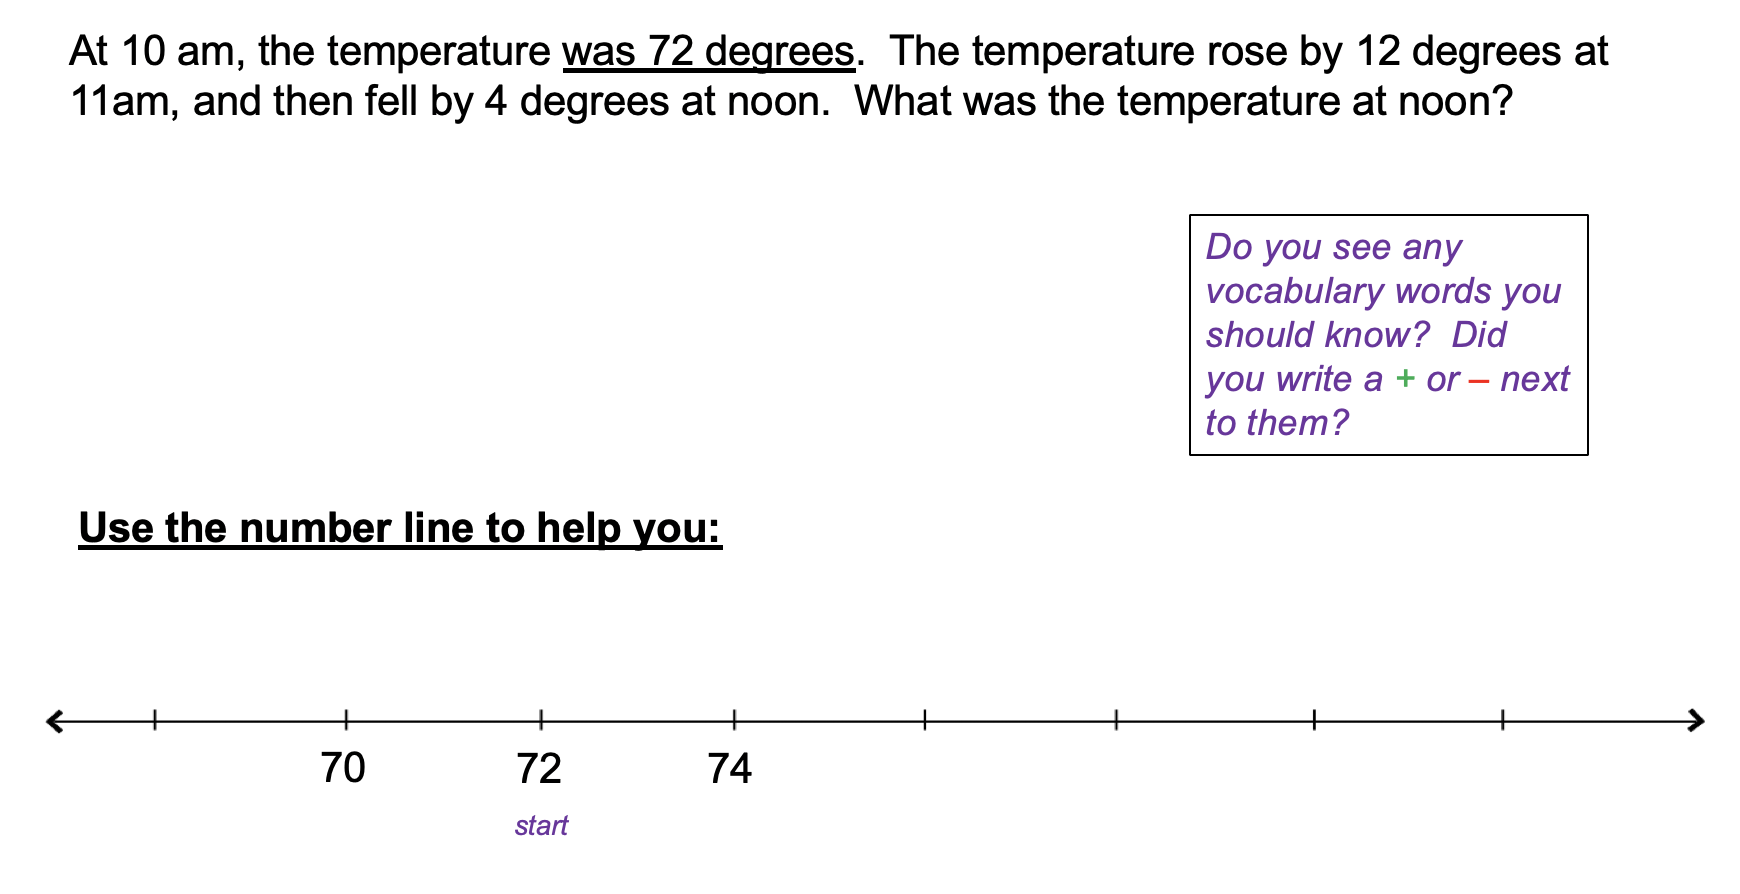 At 10 am, the temperature was 72 degrees.  The temperature rose by 12 degrees at
11am, and then fell by 4 degrees at noon.  What was the temperature at noon?
Do you see any
vocabulary words you
should know?  Did
you write a + or – next
to them?
Use the number line to help you:
70 72 74
start